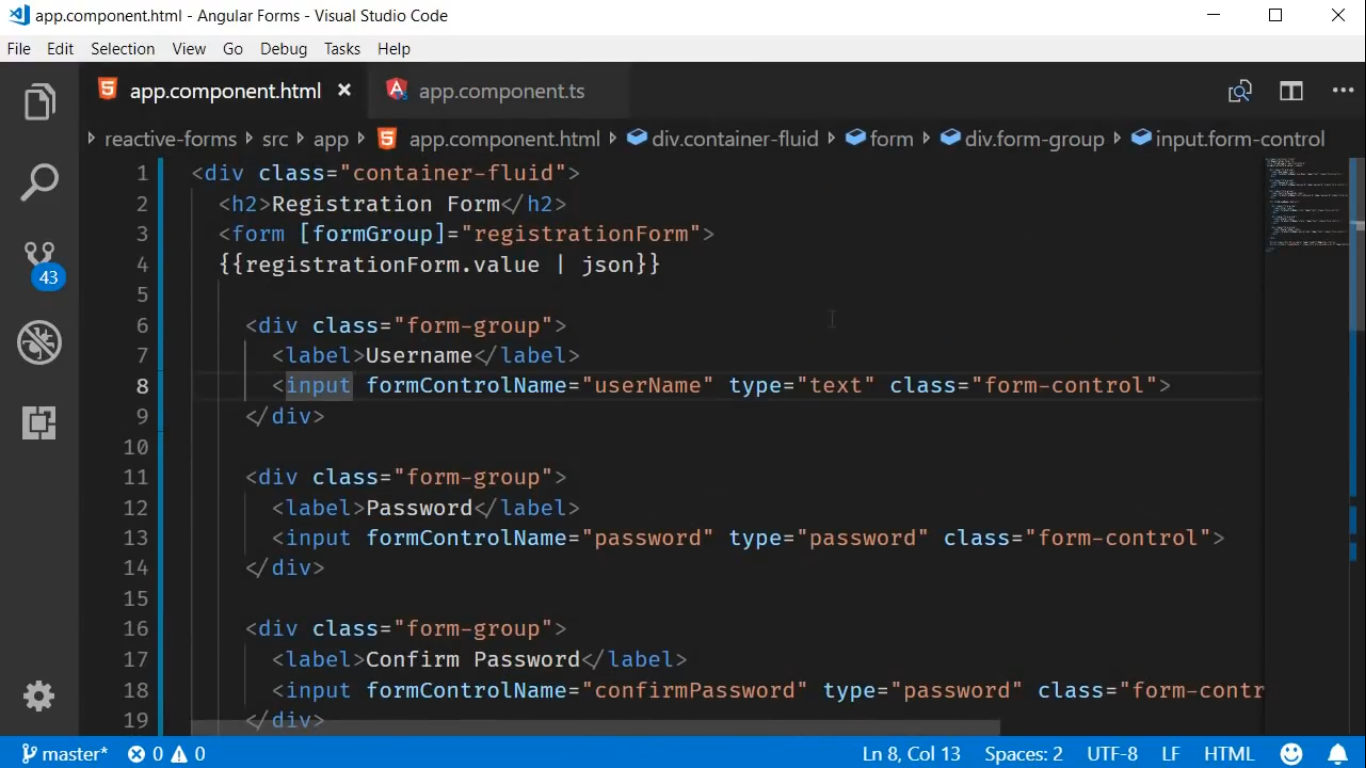 app.component.html - Angular Forms - Visual Studio Code
File Edit Selection View Go Debug Tasks Help
app.component.html app.component.ts
reactive-forms src app app.component.html div.container-fluid form div.form-group input.form-control
1 <div class="container-fluid">
2 <h2>Registration Form</h2>
3 <form [formGroup]="registrationForm">
4 {{registrationForm.value | json}}
5
6 <div class="form-group">
7 <label>Username</label>
8 <input formControlName="userName" type="text" class="form-control">
9 </div>
10
11 <div class="form-group">
12 <label>Password</label>
13 <input formControlName="password" type="password" class="form-control">
14 </div>
15
16 <div class="form-group">
17 <label>Confirm Password</label>
18 <input formControlName="confirmPassword" type="password" class="form-contr
19 </div>
43
master* 0 0 Ln 8, Col 13 Spaces: 2 UTF-8 LF HTML